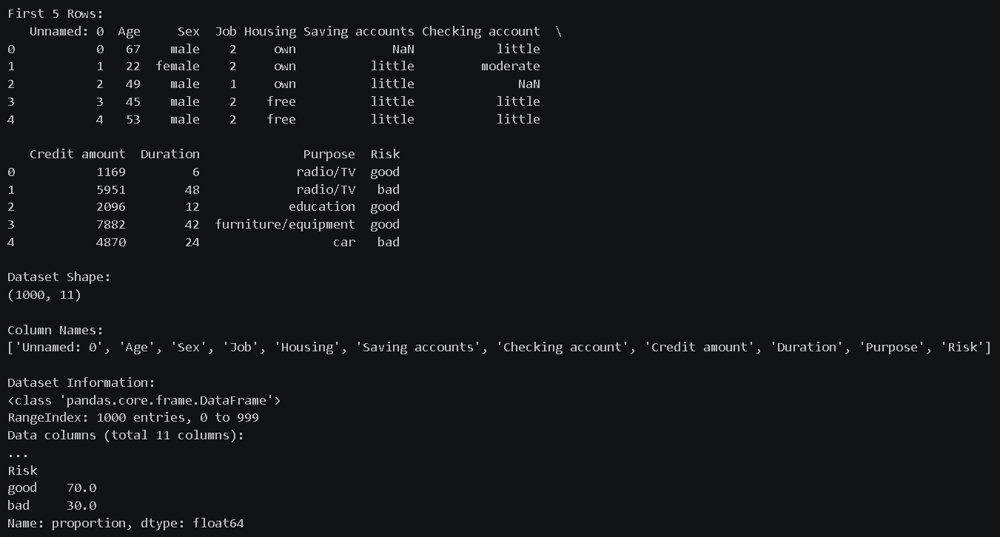 First 5 Rows:
   Unnamed: 0  Age     Sex  Job Housing Saving accounts Checking account  \
0           0   67    male    2     own             NaN           little
1           1   22  female    2     own          little         moderate
2           2   49    male    1     own          little              NaN
3           3   45    male    2    free          little           little
4           4   53    male    2    free          little           little
   Credit amount  Duration              Purpose  Risk
0           1169         6             radio/TV  good
1           5951        48             radio/TV   bad
2           2096        12            education  good
3           7882        42  furniture/equipment  good
4           4870        24                  car   bad
Dataset Shape:
(1000, 11)
Column Names:
['Unnamed: 0', 'Age', 'Sex', 'Job', 'Housing', 'Saving accounts', 'Checking account', 'Credit amount', 'Duration', 'Purpose', 'Risk']
Dataset Information:
<class 'pandas.core.frame.DataFrame'>
RangeIndex: 1000 entries, 0 to 999
Data columns (total 11 columns):
...
Risk
good    70.0
bad     30.0
Name: proportion, dtype: float64